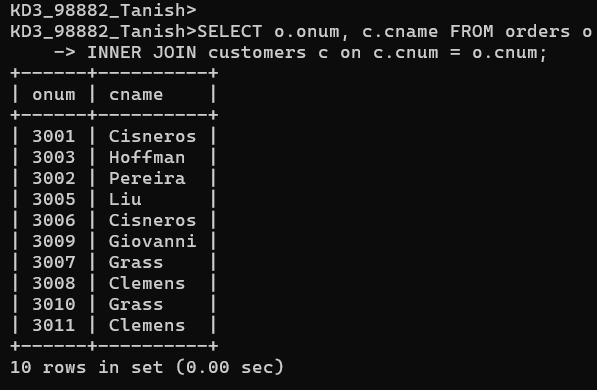 KD3_98882_Tanish>
KD3_98882_Tanish>SELECT o.onum, c.cname FROM orders o
    -> INNER JOIN customers c on c.cnum = o.cnum;
+------+----------+
| onum | cname    |
+------+----------+
| 3001 | Cisneros |
| 3003 | Hoffman  |
| 3002 | Pereira  |
| 3005 | Liu      |
| 3006 | Cisneros |
| 3009 | Giovanni |
| 3007 | Grass    |
| 3008 | Clemens  |
| 3010 | Grass    |
| 3011 | Clemens  |
+------+----------+
10 rows in set (0.00 sec)